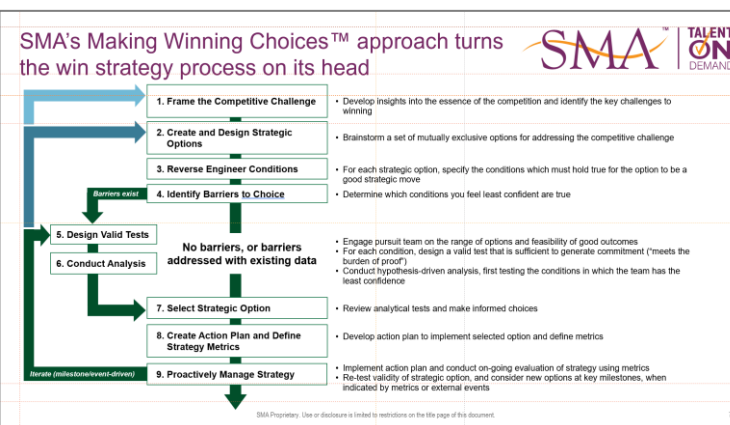 SMA's Making Winning Choices™ approach turns
the win strategy process on its head
SMA™
TALENT
ON
DEMAND
1. Frame the Competitive Challenge
• Develop insights into the essence of the competition and identify the key challenges to
winning
2. Create and Design Strategic
Options
• Brainstorm a set of mutually exclusive options for addressing the competitive challenge
3. Reverse Engineer Conditions
• For each strategic option, specify the conditions which must hold true for the option to be a
good strategic move
Barriers exist
4. Identify Barriers to Choice
• Determine which conditions you feel least confident are true
5. Design Valid Tests
6. Conduct Analysis
No barriers, or barriers
addressed with existing data
• Engage pursuit team on the range of options and feasibility of good outcomes
• For each condition, design a valid test that is sufficient to generate commitment ("meets the
burden of proof")
• Conduct hypothesis-driven analysis, first testing the conditions in which the team has the
least confidence
7. Select Strategic Option
• Review analytical tests and make informed choices
8. Create Action Plan and Define
Strategy Metrics
• Develop action plan to implement selected option and define metrics
Iterate (milestone/event-driven)
9. Proactively Manage Strategy
• Implement action plan and conduct on-going evaluation of strategy using metrics
• Re-test validity of strategic option, and consider new options at key milestones, when
indicated by metrics or external events
SMA Proprietary. Use or disclosure is limited to restrictions on the title page of this document.